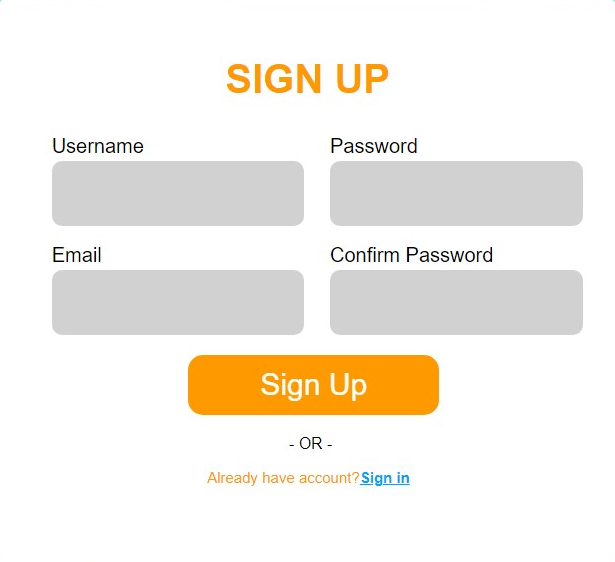 SIGN UP
Username
Password
Email
Confirm Password
Sign Up
- OR -
Already have account?Sign in